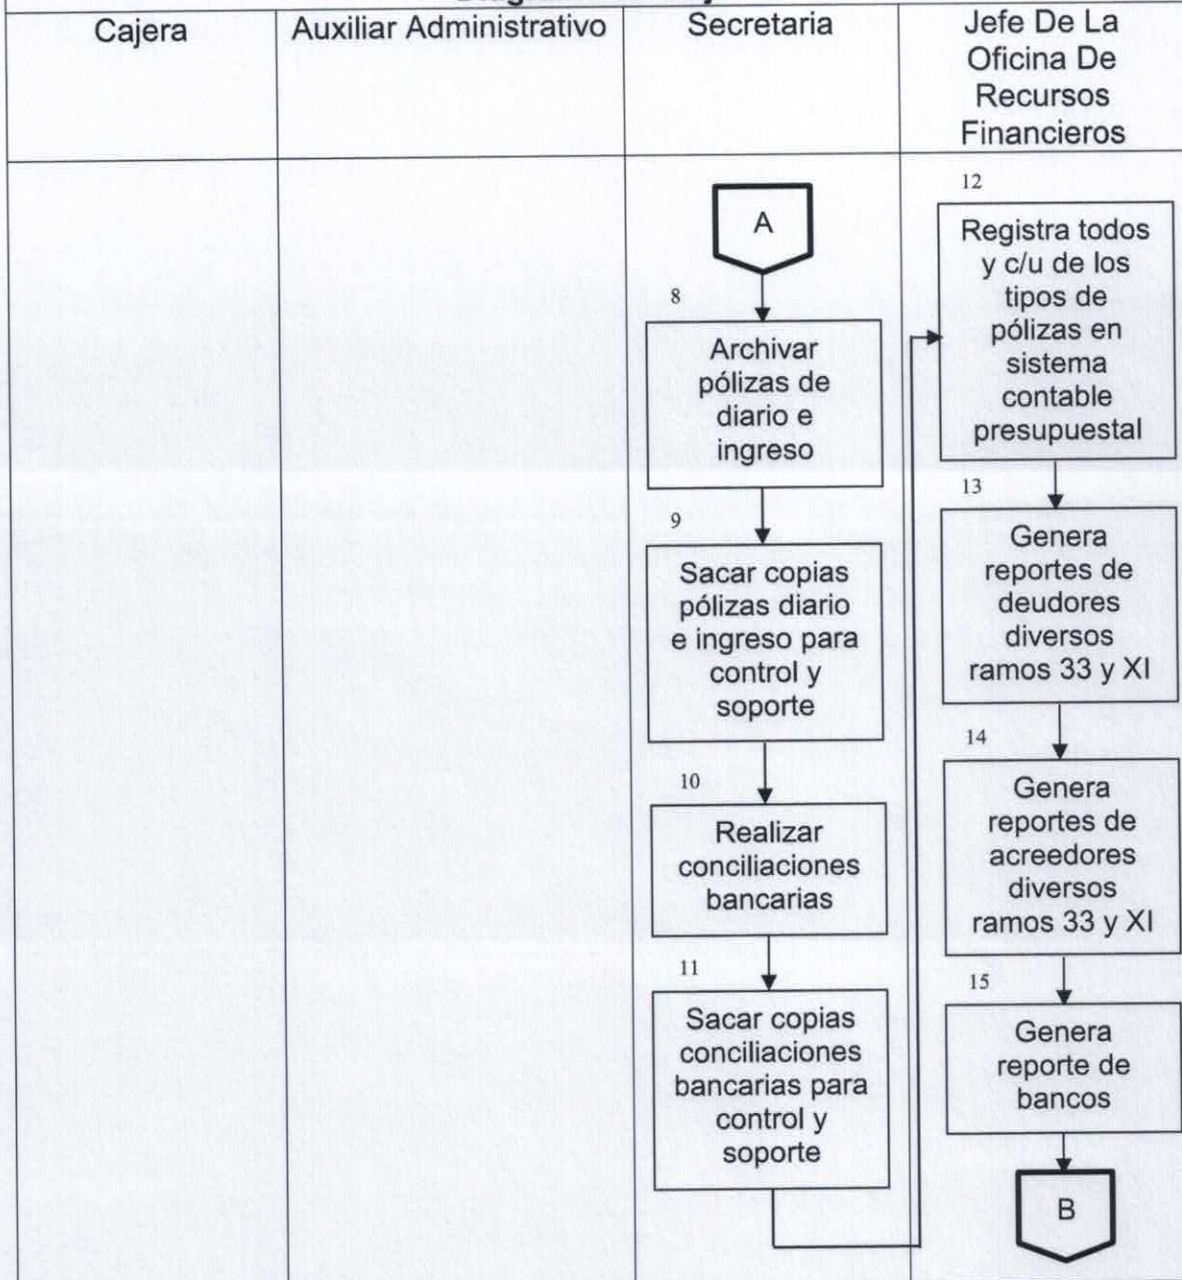 Cajera
Auxiliar Administrativo
Secretaria
Jefe De La
Oficina De
Recursos
Financieros
A
8
Archivar
pólizas de
diario e
ingreso
9
Sacar copias
pólizas diario
e ingreso para
control y
soporte
10
Realizar
conciliaciones
bancarias
11
Sacar copias
conciliaciones
bancarias para
control y
soporte
12
Registra todos
y c/u de los
tipos de
pólizas en
sistema
contable
presupuestal
13
Genera
reportes de
deudores
diversos
ramos 33 y XI
14
Genera
reportes de
acreedores
diversos
ramos 33 y XI
15
Genera
reporte de
bancos
B